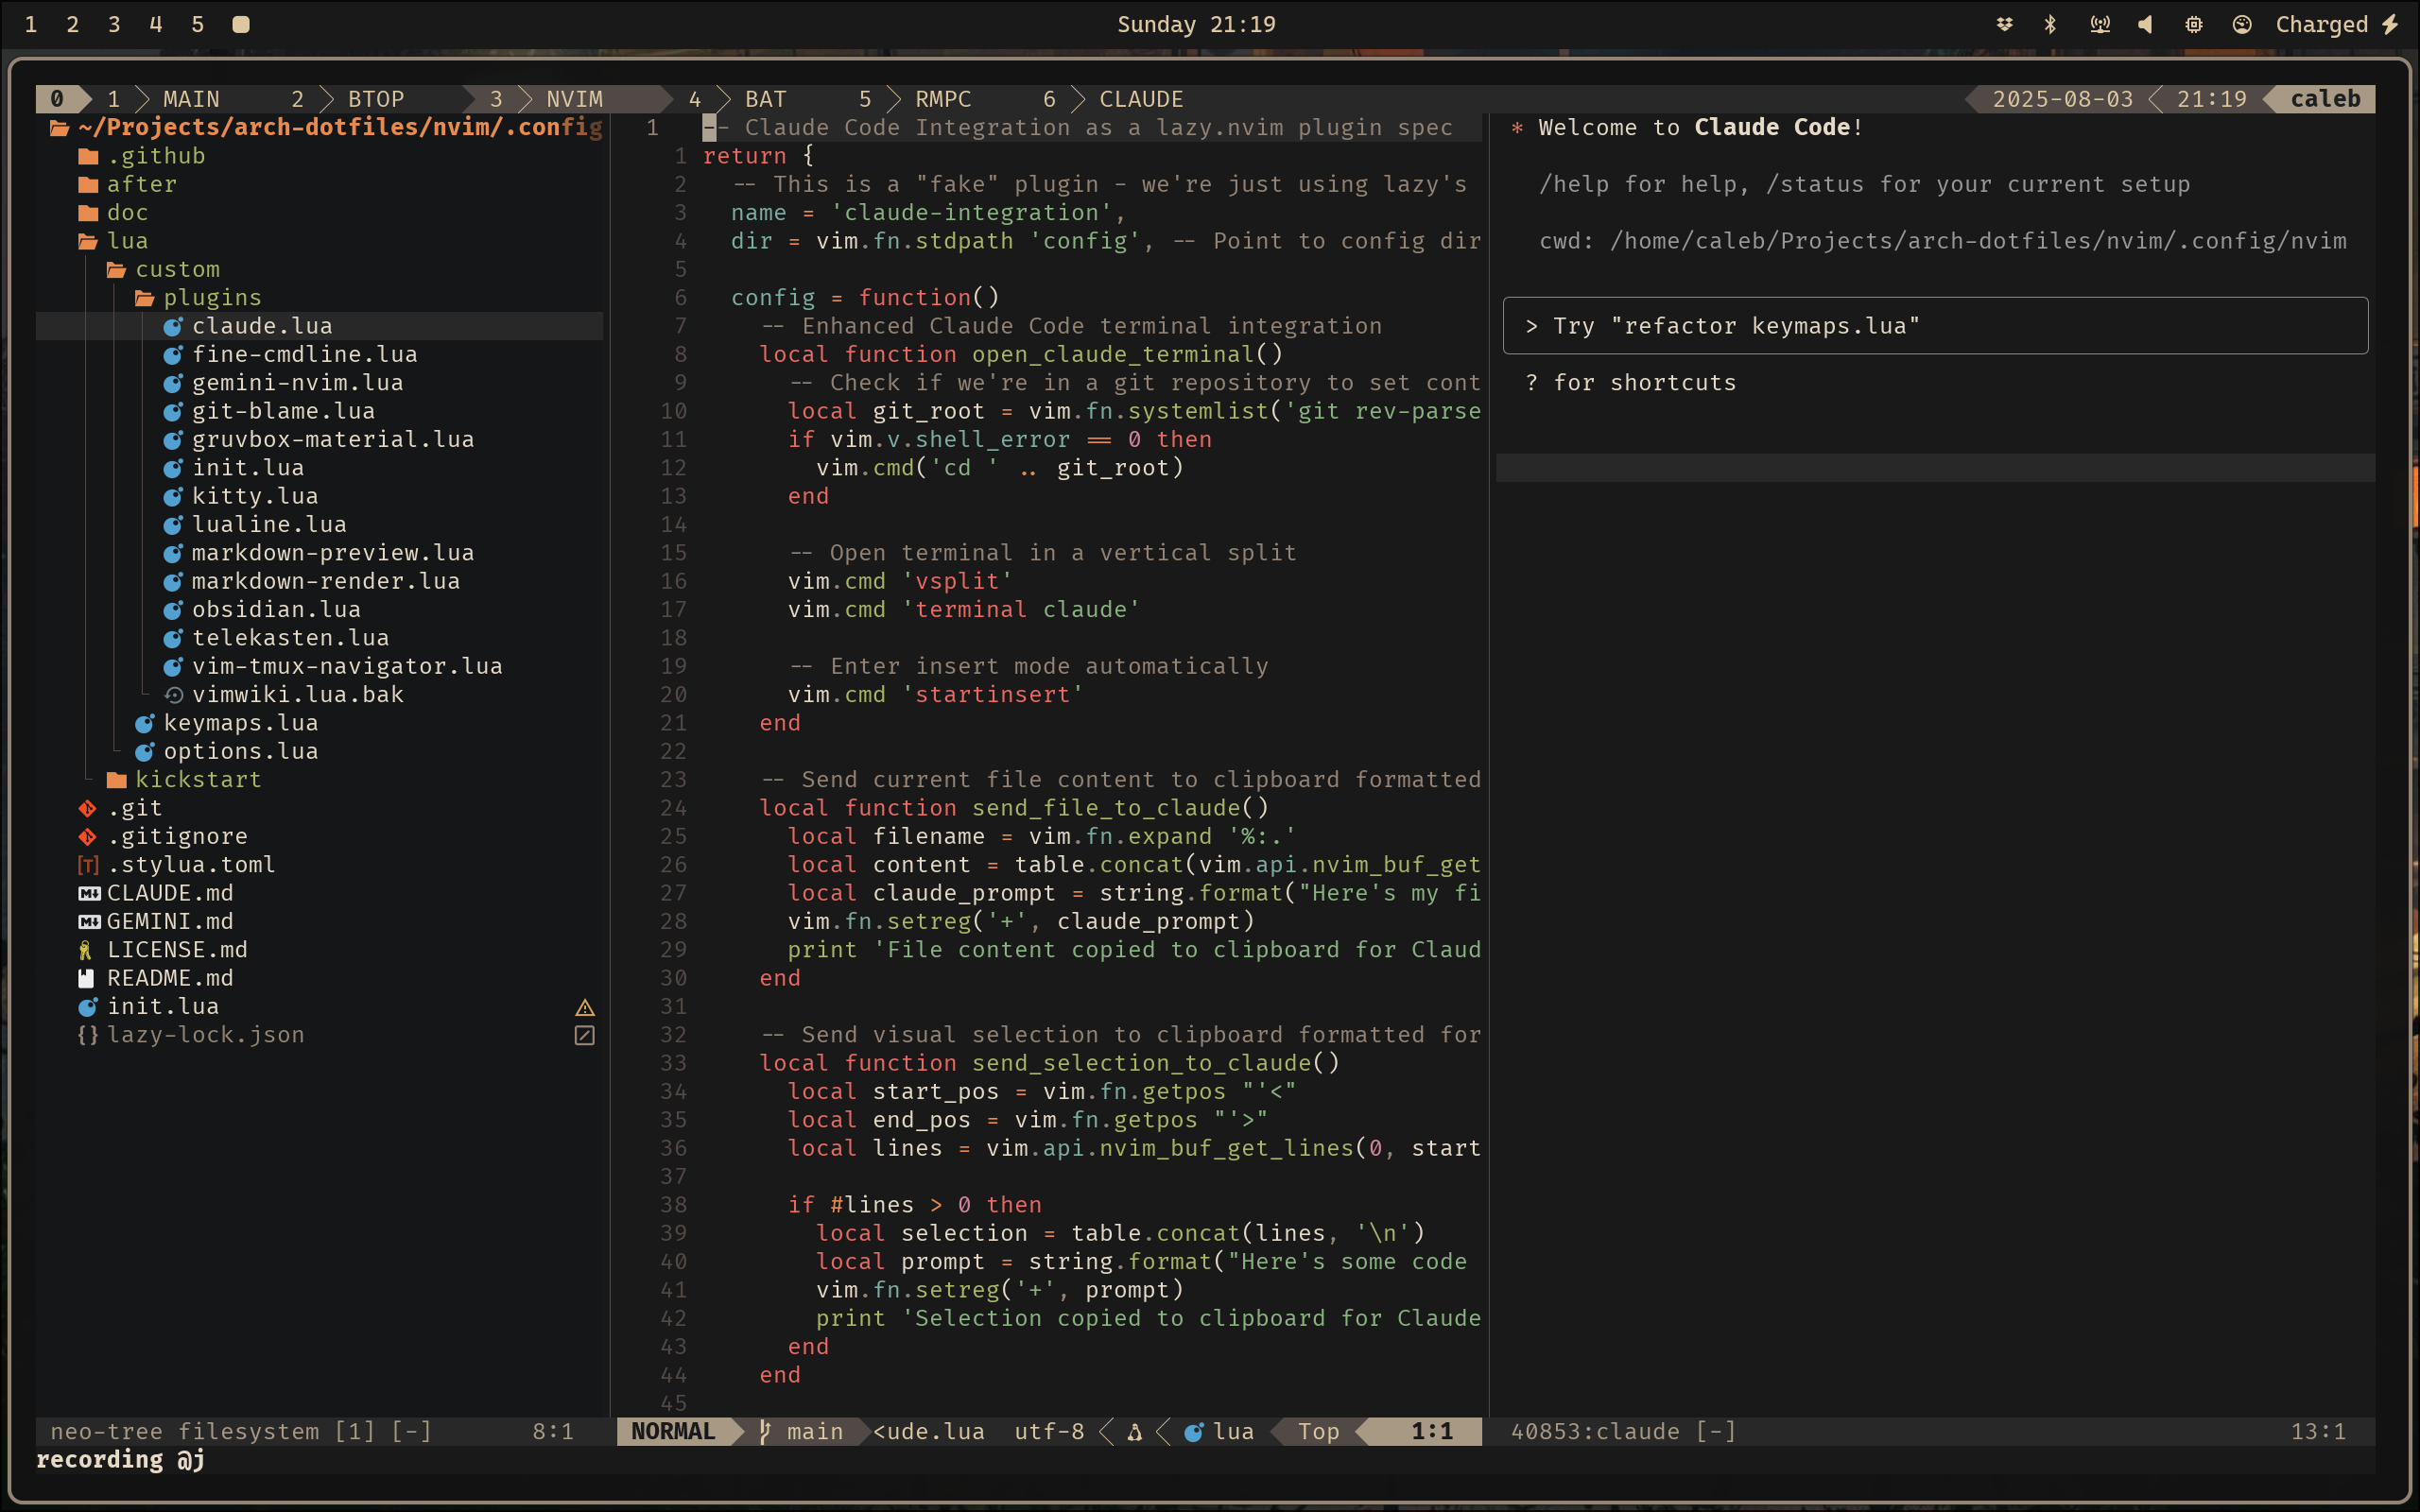 1 2 3 4 5
Sunday 21:19
Charged
0 1 MAIN 2 BTOP 3 NVIM 4 BAT 5 RMPC 6 CLAUDE
2025-08-03 21:19 caleb
~/Projects/arch-dotfiles/nvim/.config
.github
after
doc
lua
custom
plugins
claude.lua
fine-cmdline.lua
gemini-nvim.lua
git-blame.lua
gruvbox-material.lua
init.lua
kitty.lua
lualine.lua
markdown-preview.lua
markdown-render.lua
obsidian.lua
telekasten.lua
vim-tmux-navigator.lua
vimwiki.lua.bak
keymaps.lua
options.lua
kickstart
.git
.gitignore
[T] .stylua.toml
CLAUDE.md
GEMINI.md
LICENSE.md
README.md
init.lua
{} lazy-lock.json
neo-tree filesystem [1] [-] 8:1
1 -- Claude Code Integration as a lazy.nvim plugin spec
1 return {
2 -- This is a "fake" plugin - we're just using lazy's
3 name = 'claude-integration',
4 dir = vim.fn.stdpath 'config', -- Point to config dir
5
6 config = function()
7 -- Enhanced Claude Code terminal integration
8 local function open_claude_terminal()
9 -- Check if we're in a git repository to set cont
10 local git_root = vim.fn.systemlist('git rev-parse
11 if vim.v.shell_error == 0 then
12 vim.cmd('cd ' .. git_root)
13 end
14
15 -- Open terminal in a vertical split
16 vim.cmd 'vsplit'
17 vim.cmd 'terminal claude'
18
19 -- Enter insert mode automatically
20 vim.cmd 'startinsert'
21 end
22
23 -- Send current file content to clipboard formatted
24 local function send_file_to_claude()
25 local filename = vim.fn.expand '%:.'
26 local content = table.concat(vim.api.nvim_buf_get
27 local claude_prompt = string.format("Here's my fi
28 vim.fn.setreg('+', claude_prompt)
29 print 'File content copied to clipboard for Claud
30 end
31
32 -- Send visual selection to clipboard formatted for
33 local function send_selection_to_claude()
34 local start_pos = vim.fn.getpos "'<"
35 local end_pos = vim.fn.getpos "'>"
36 local lines = vim.api.nvim_buf_get_lines(0, start
37
38 if #lines > 0 then
39 local selection = table.concat(lines, '\n')
40 local prompt = string.format("Here's some code
41 vim.fn.setreg('+', prompt)
42 print 'Selection copied to clipboard for Claude
43 end
44 end
45
NORMAL main <ude.lua utf-8 lua Top 1:1
* Welcome to Claude Code!
/help for help, /status for your current setup
cwd: /home/caleb/Projects/arch-dotfiles/nvim/.config/nvim
> Try "refactor keymaps.lua"
? for shortcuts
40853:claude [-] 13:1
recording @j